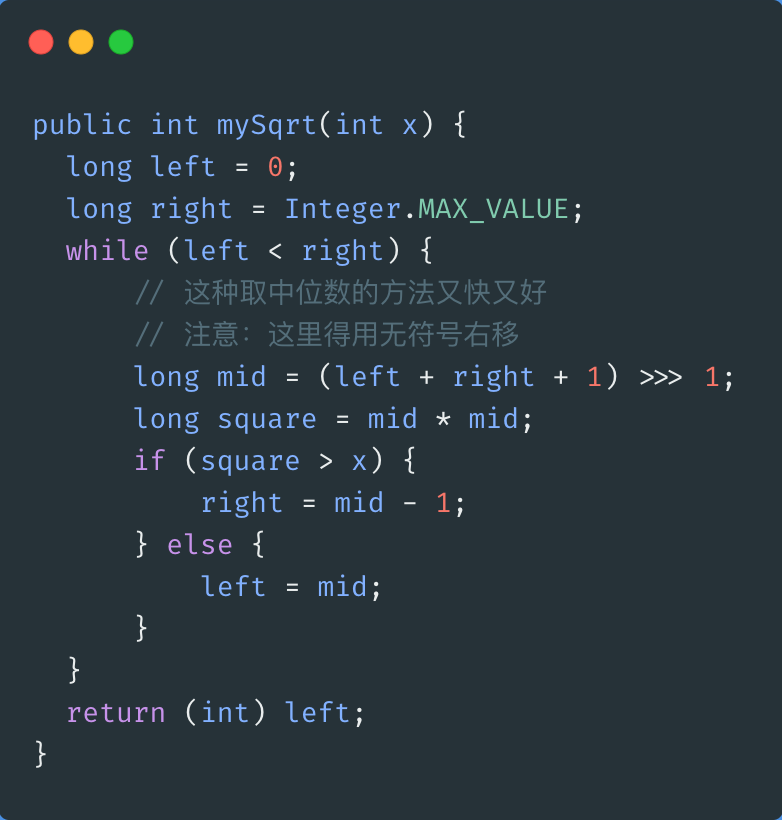 public int mySqrt(int x) {
  long left = 0;
  long right = Integer.MAX_VALUE;
  while (left < right) {
      // 这种取中位数的方法又快又好
      // 注意：这里得用无符号右移
      long mid = (left + right + 1) >>> 1;
      long square = mid * mid;
      if (square > x) {
          right = mid - 1;
      } else {
          left = mid;
      }
  }
  return (int) left;
}